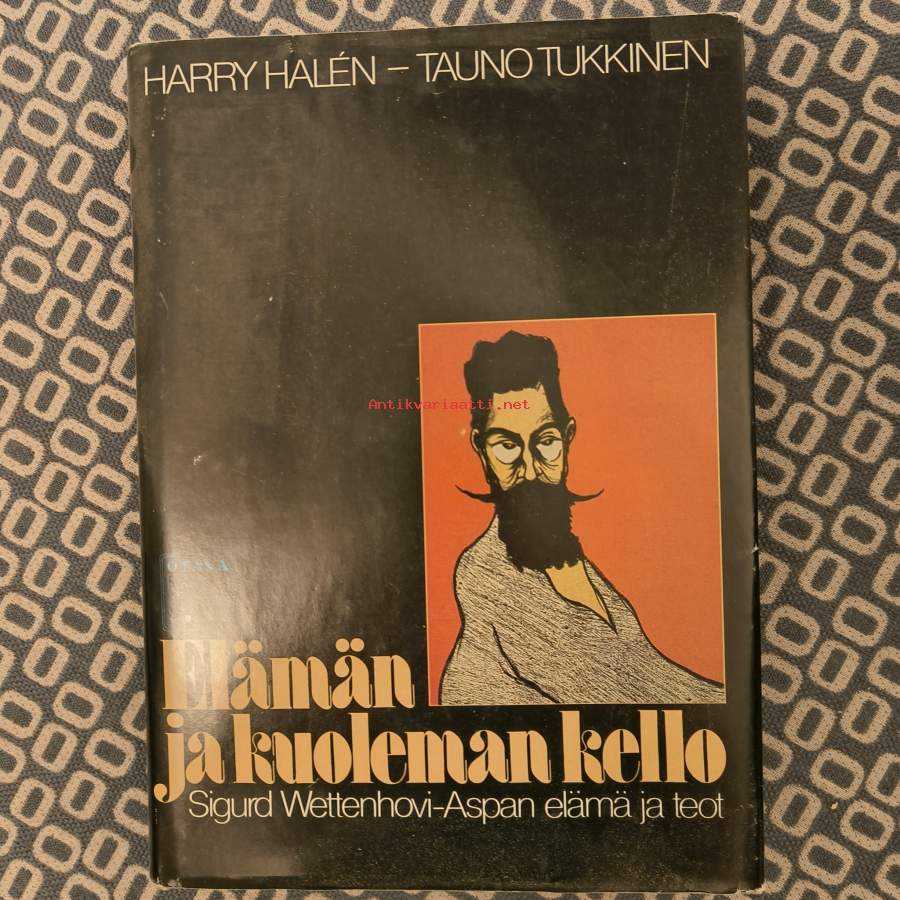 HARRY HALÉN – TAUNO TUKKINEN
Antikvariaatti.net
OTAVA
Elämän
ja kuoleman kello
Sigurd Wettenhovi-Aspan elämä ja teot